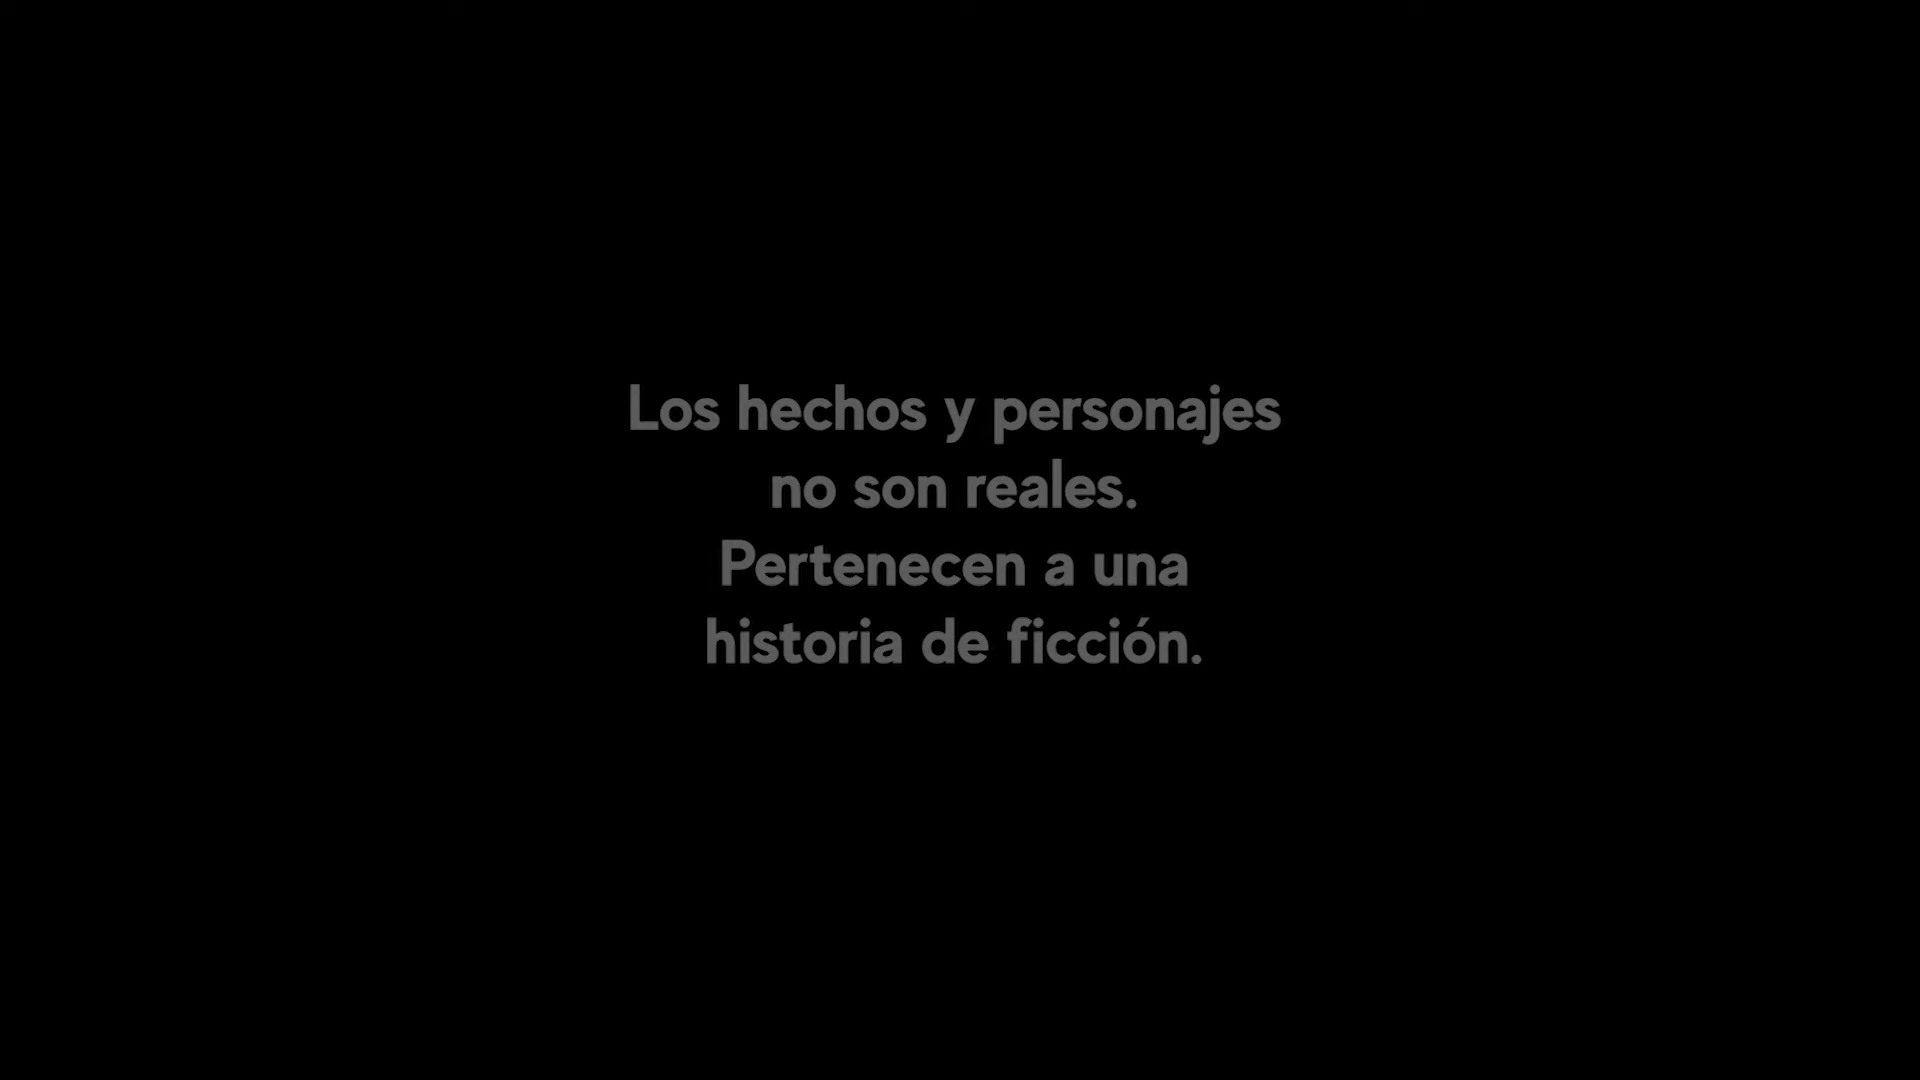 Los hechos y personajes
no son reales.
Pertenecen a una
historia de ficción.